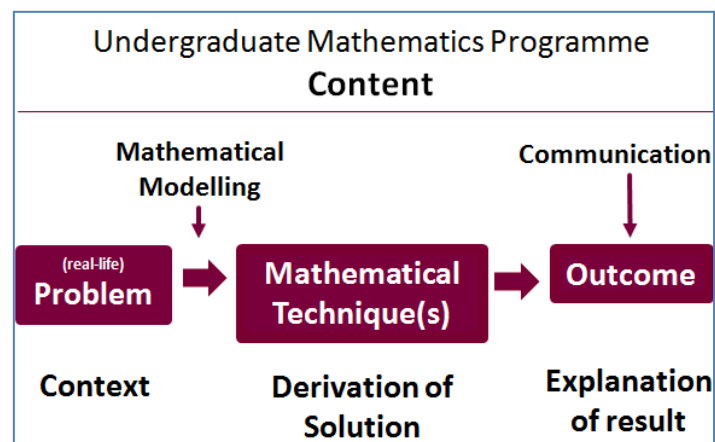 Undergraduate Mathematics Programme
Content
Mathematical
Modelling
Communication
(real-life)
Problem
Mathematical
Technique(s)
Outcome
Context
Derivation of
Solution
Explanation
of result